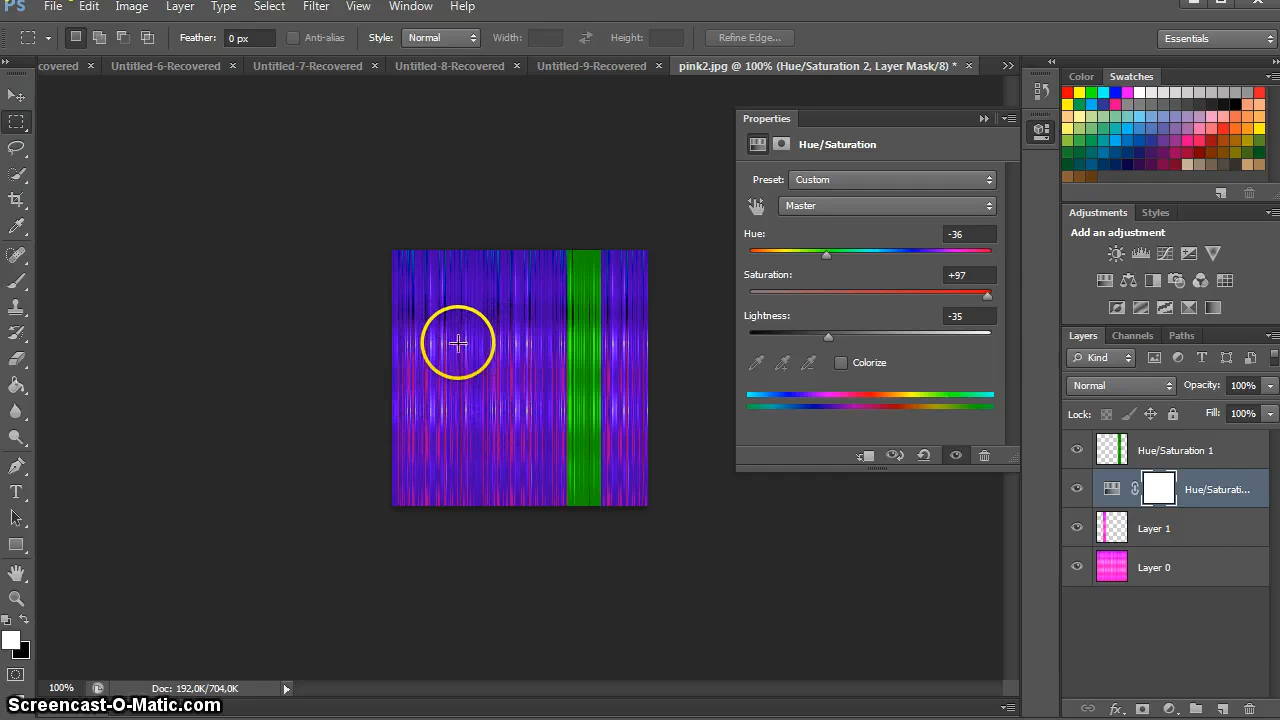 Ps File Edit Image Layer Type Select Filter View Window Help
Feather: 0 px Anti-alias Style: Normal Width: Height: Refine Edge... Essentials
covered × Untitled-6-Recovered × Untitled-7-Recovered × Untitled-8-Recovered × Untitled-9-Recovered × pink2.jpg @ 100% (Hue/Saturation 2, Layer Mask/8) * ×
Color Swatches
Properties
Hue/Saturation
Preset: Custom
Master
Hue: -36
Saturation: +97
Lightness: -35
Colorize
Adjustments Styles
Add an adjustment
Layers Channels Paths
Kind
Normal Opacity: 100%
Lock: Fill: 100%
Hue/Saturation 1
Hue/Saturati...
Layer 1
Layer 0
fx
T
100% Doc: 192,0K/704,0K
Screencast-O-Matic.com